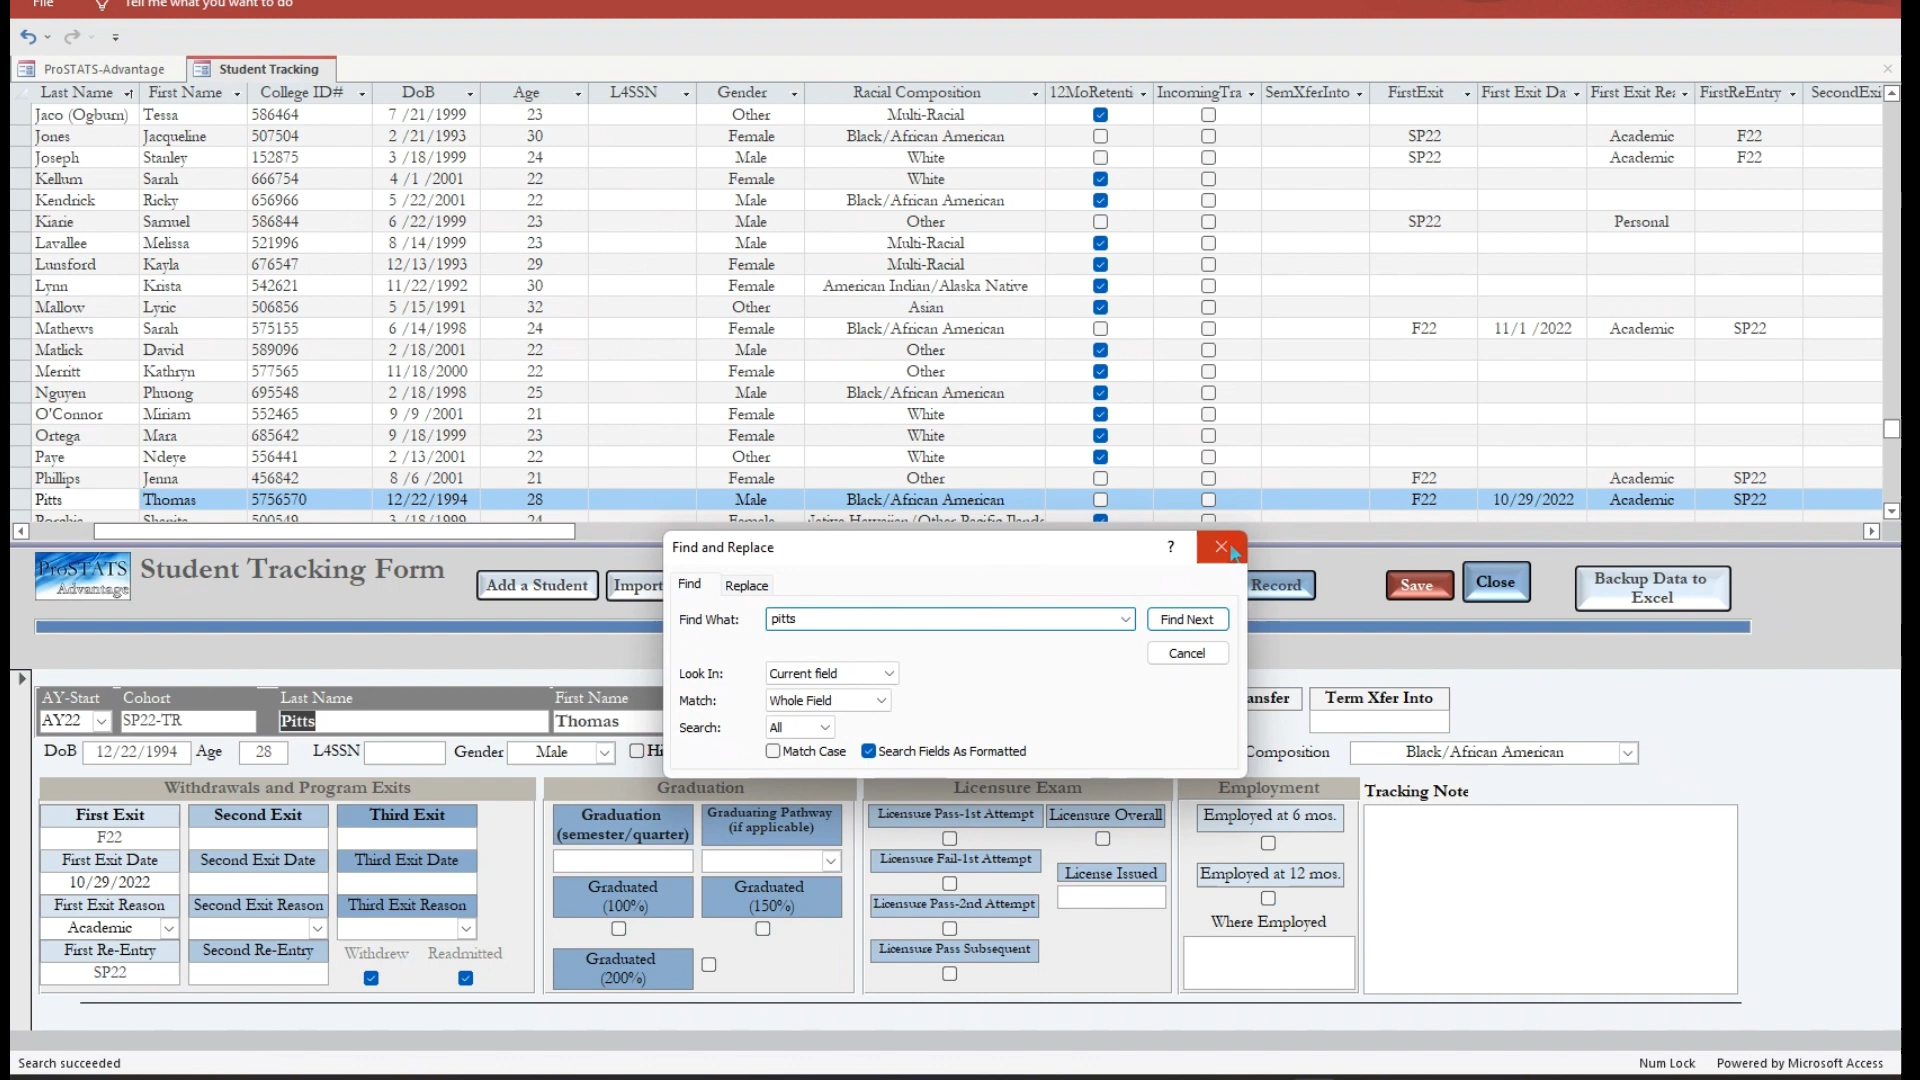 File Tell me what you want to do
ProSTATS-Advantage Student Tracking
Last Name First Name College ID# DoB Age L4SSN Gender Racial Composition 12MoRetenti IncomingTra SemXferInto FirstExit First Exit Da First Exit Rea FirstReEntry SecondExi
Jaco (Ogburn) Tessa 586464 7 /21/1999 23 Other Multi-Racial
Jones Jacqueline 507504 2 /21/1993 30 Female Black/African American SP22 Academic F22
Joseph Stanley 152875 3 /18/1999 24 Male White SP22 Academic F22
Kellum Sarah 666754 4 /1 /2001 22 Female White
Kendrick Ricky 656966 5 /22/2001 22 Male Black/African American
Kiarie Samuel 586844 6 /22/1999 23 Male Other SP22 Personal
Lavallee Melissa 521996 8 /14/1999 23 Male Multi-Racial
Lunsford Kayla 676547 12/13/1993 29 Female Multi-Racial
Lynn Krista 542621 11/22/1992 30 Female American Indian/Alaska Native
Mallow Lyric 506856 5 /15/1991 32 Other Asian
Mathews Sarah 575155 6 /14/1998 24 Female Black/African American F22 11/1 /2022 Academic SP22
Matlick David 589096 2 /18/2001 22 Male Other
Merritt Kathryn 577565 11/18/2000 22 Female Other
Nguyen Phuong 695548 2 /18/1998 25 Male Black/African American
O'Connor Miriam 552465 9 /9 /2001 21 Female White
Ortega Mara 685642 9 /18/1999 23 Female White
Paye Ndeye 556441 2 /13/2001 22 Other White
Phillips Jenna 456842 8 /6 /2001 21 Female Other F22 Academic SP22
Pitts Thomas 5756570 12/22/1994 28 Male Black/African American F22 10/29/2022 Academic SP22
Shanita 500549 3 /18/1999 24 Female Native Hawaiian/Other Pacific Ilands
ProSTATS Advantage
Student Tracking Form
Add a Student Import Record Save Close Backup Data to
Excel
Find and Replace ?
Find Replace
Find What: pitts Find Next
Cancel
Look In: Current field
Match: Whole Field
Search: All
Match Case Search Fields As Formatted
AY-Start Cohort Last Name First Name ansfer Term Xfer Into
AY22 SP22-TR Pitts Thomas
DoB 12/22/1994 Age 28 L4SSN Gender Male Hi Composition Black/African American
Withdrawals and Program Exits Graduation Licensure Exam Employment Tracking Note
First Exit Second Exit Third Exit
F22
First Exit Date Second Exit Date Third Exit Date
10/29/2022
First Exit Reason Second Exit Reason Third Exit Reason
Academic
First Re-Entry Second Re-Entry Withdrew Readmitted
SP22
Graduation
(semester/quarter)
Graduating Pathway
(if applicable)
Graduated
(100%)
Graduated
(150%)
Graduated
(200%)
Licensure Pass-1st Attempt Licensure Overall
Licensure Fail-1st Attempt
License Issued
Licensure Pass-2nd Attempt
Licensure Pass Subsequent
Employed at 6 mos.
Employed at 12 mos.
Where Employed
Search succeeded Num Lock Powered by Microsoft Access